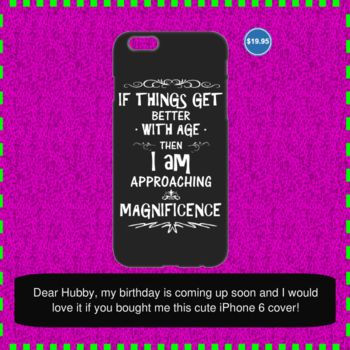 $19.95
IF THINGS GET
BETTER
· WITH AGE ·
THEN
I AM
APPROACHING
MAGNIFICENCE
Dear Hubby, my birthday is coming up soon and I would
love it if you bought me this cute iPhone 6 cover!